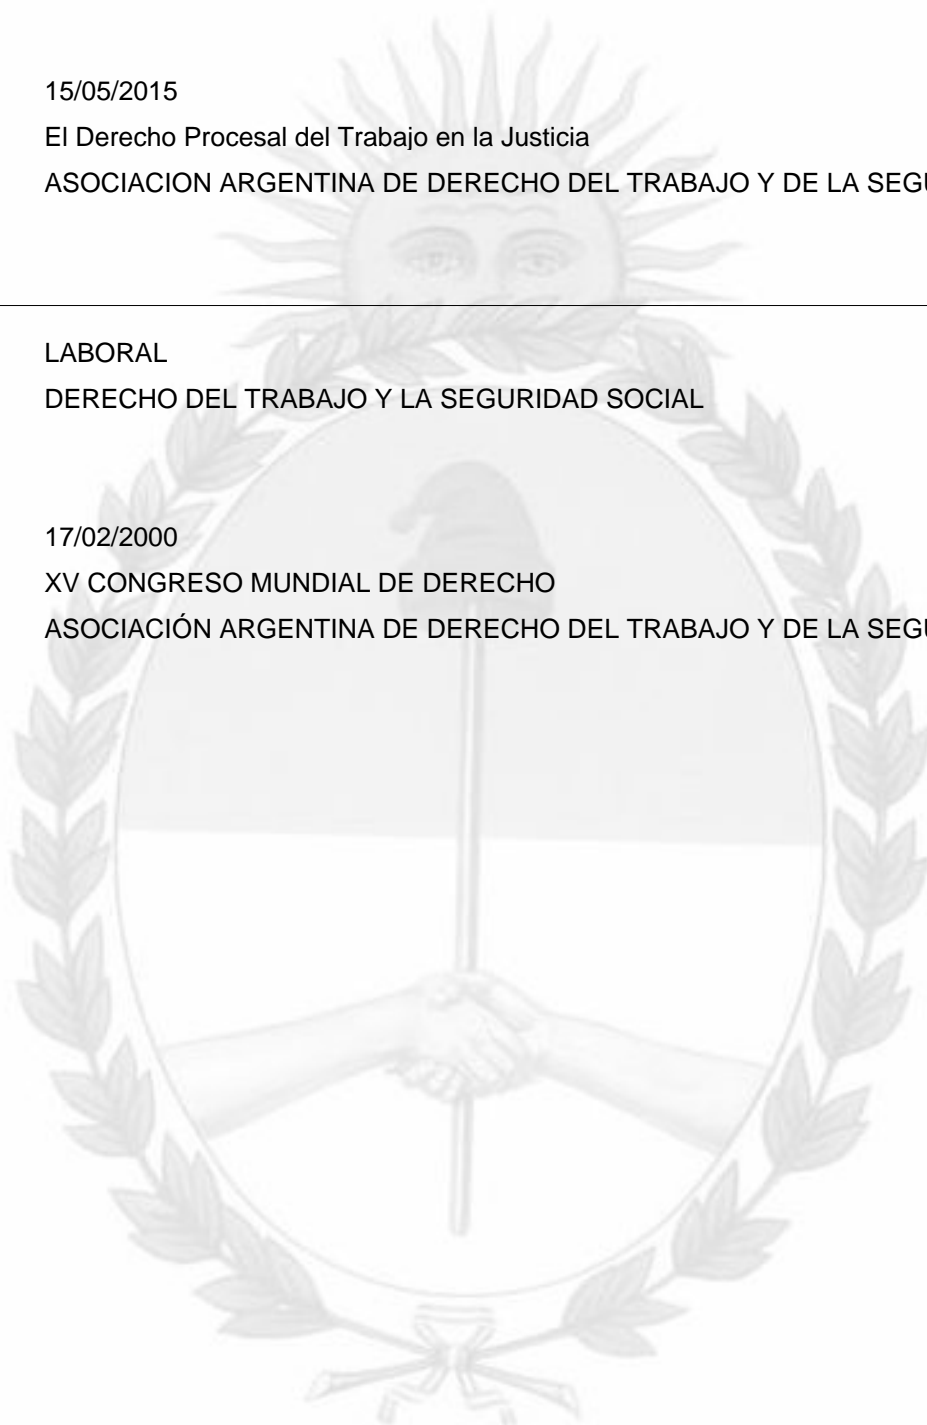 15/05/2015
El Derecho Procesal del Trabajo en la Justicia
ASOCIACION ARGENTINA DE DERECHO DEL TRABAJO Y DE LA
LABORAL
DERECHO DEL TRABAJO Y LA SEGURIDAD SOCIAL
17/02/2000
XV CONGRESO MUNDIAL DE DERECHO
ASOCIACIÓN ARGENTINA DE DERECHO DEL TRABAJO Y DE LA